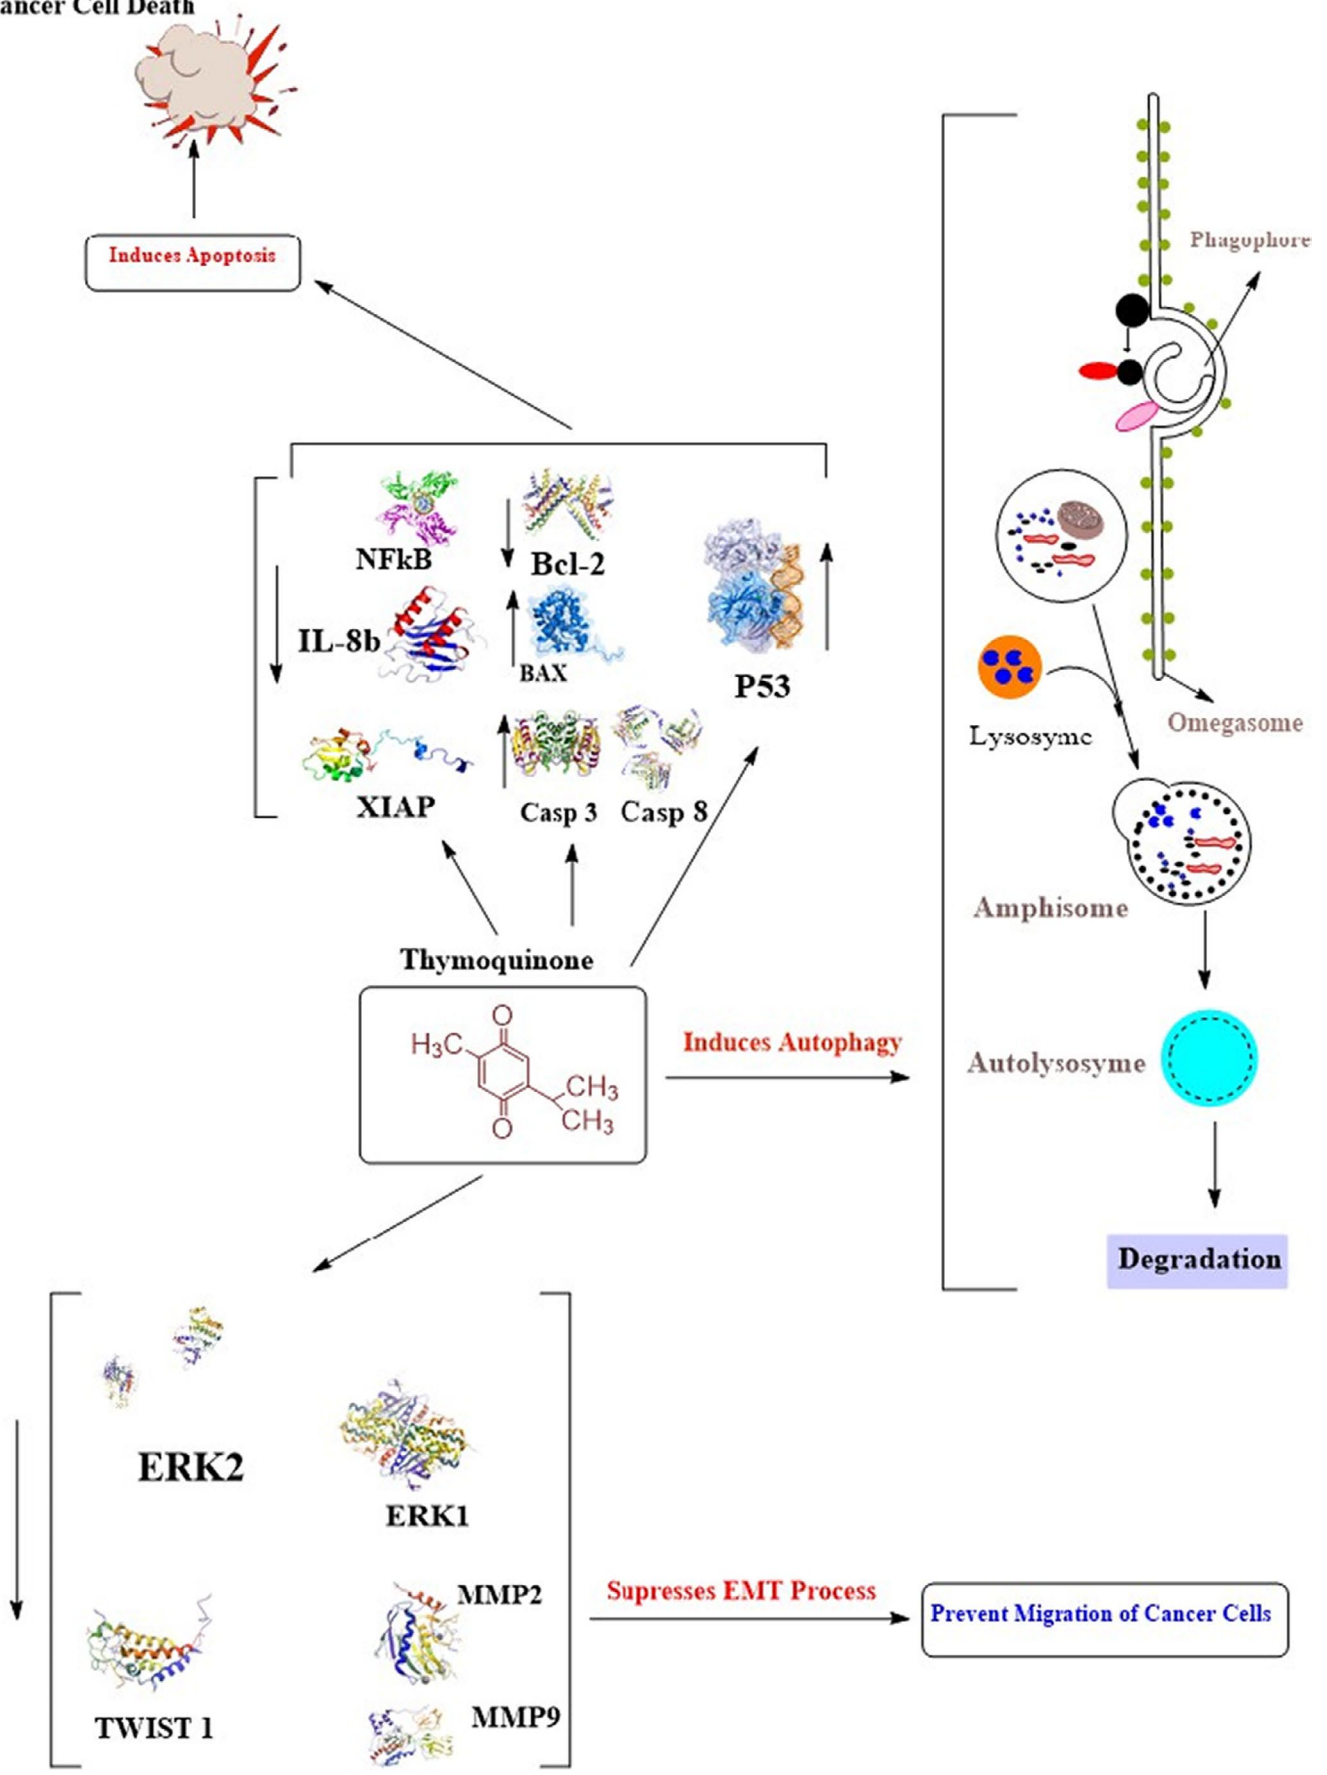 ancer Cell Death
Induces Apoptosis
Phagophore
NFkB
Bcl-2
IL-8b
BAX
P53
XIAP
Casp 3
Casp 8
Lysosyme
Omegasome
Amphisome
Thymoquinone
O
H3C
CH3
CH3
O
Induces Autophagy
Autolysosyme
Degradation
ERK2
ERK1
MMP2
TWIST 1
MMP9
Supresses EMT Process
Prevent Migration of Cancer Cells